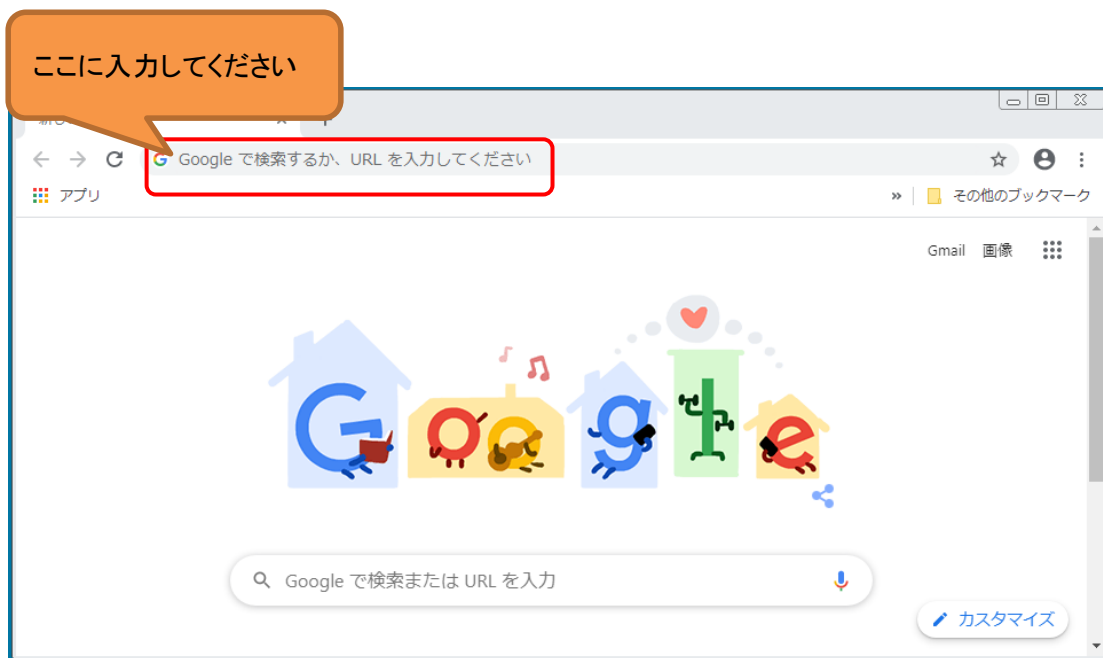 ここに入力してください
Google で検索するか、URL を入力してください
アプリ
» その他のブックマーク
Gmail 画像
Google
Google で検索または URL を入力
カスタマイズ